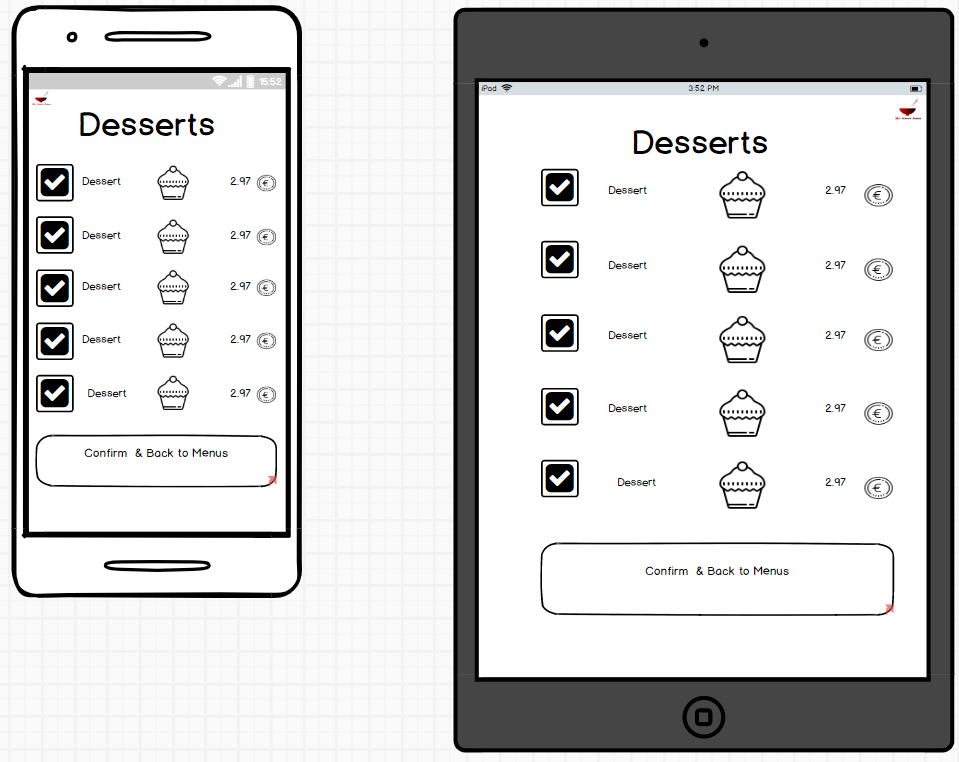 15:52
Desserts
Dessert 2.97 €
Dessert 2.97 €
Dessert 2.97 €
Dessert 2.97 €
Dessert 2.97 €
Confirm & Back to Menus
iPod 3:52 PM
Desserts
Dessert 2.97 €
Dessert 2.97 €
Dessert 2.97 €
Dessert 2.97 €
Dessert 2.97 €
Confirm & Back to Menus